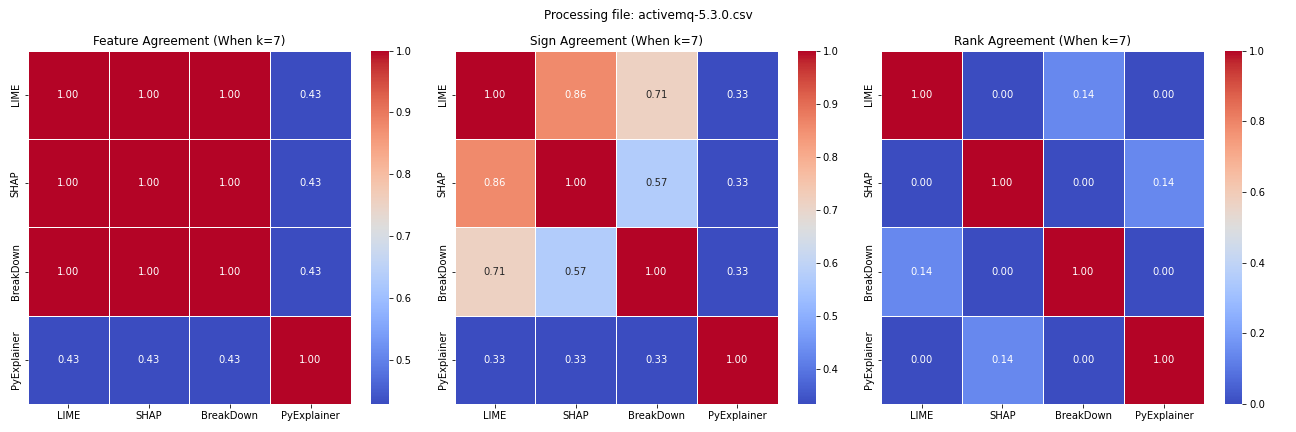 Processing file: activemq-5.3.0.csv
Feature Agreement (When k=7)
LIME
1.00 1.00 1.00 0.43
SHAP
1.00 1.00 1.00 0.43
BreakDown
1.00 1.00 1.00 0.43
PyExplainer
0.43 0.43 0.43 1.00
LIME SHAP BreakDown PyExplainer
1.0
0.9
0.8
0.7
0.6
0.5
Sign Agreement (When k=7)
LIME
1.00 0.86 0.71 0.33
SHAP
0.86 1.00 0.57 0.33
BreakDown
0.71 0.57 1.00 0.33
PyExplainer
0.33 0.33 0.33 1.00
LIME SHAP BreakDown PyExplainer
1.0
0.9
0.8
0.7
0.6
0.5
0.4
Rank Agreement (When k=7)
LIME
1.00 0.00 0.14 0.00
SHAP
0.00 1.00 0.00 0.14
BreakDown
0.14 0.00 1.00 0.00
PyExplainer
0.00 0.14 0.00 1.00
LIME SHAP BreakDown PyExplainer
1.0
0.8
0.6
0.4
0.2
0.0